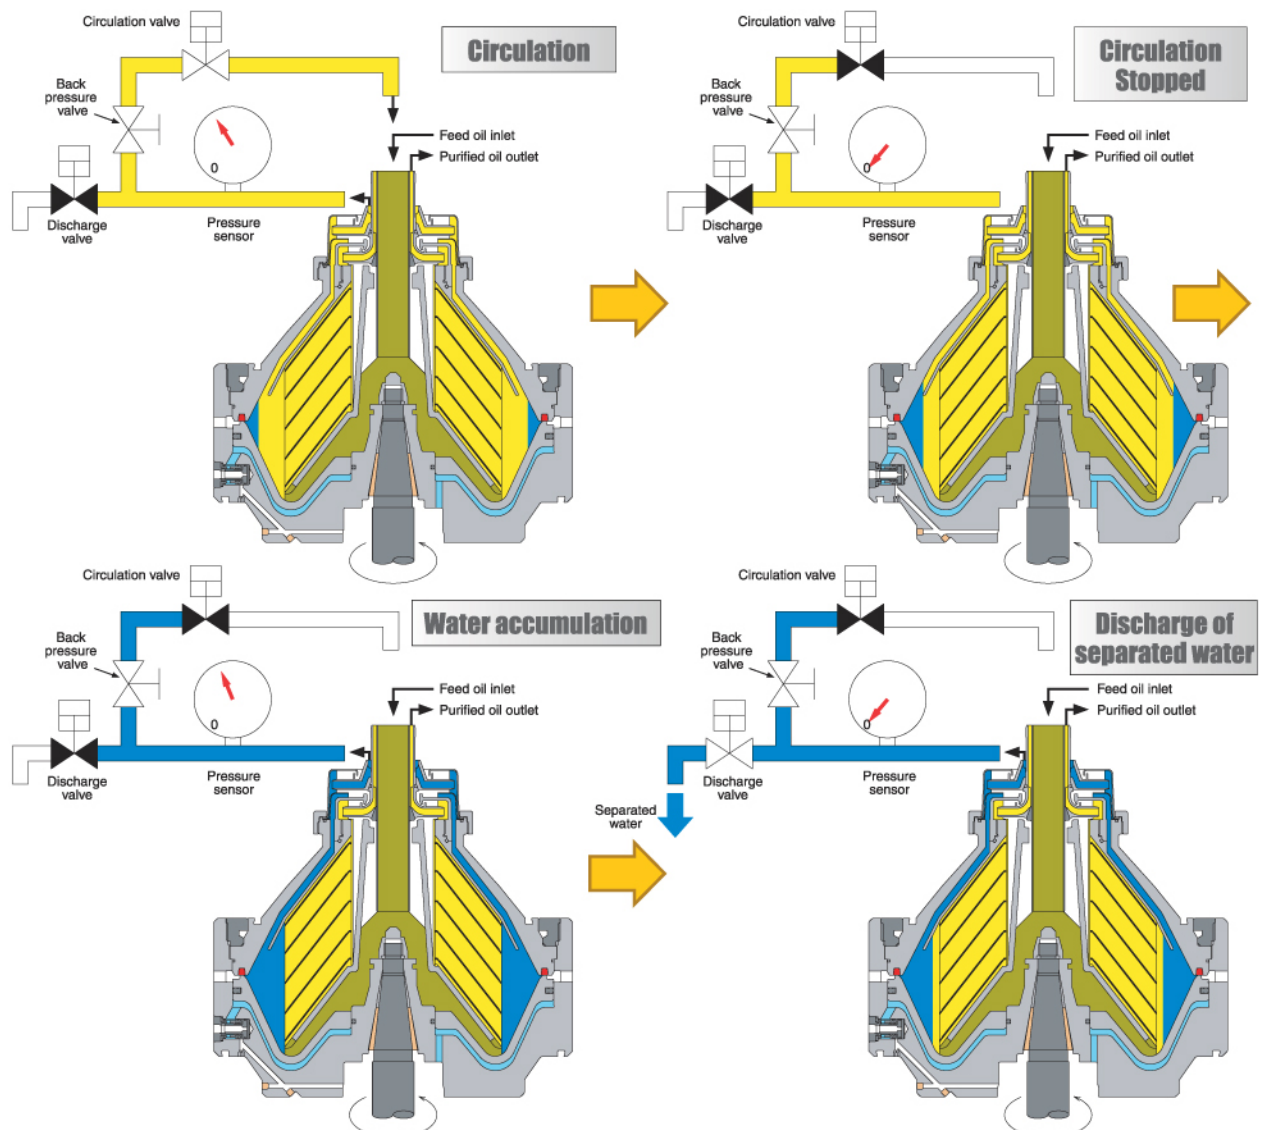 Circulation valve
Circulation
Back
pressure
valve
0
Feed oil inlet
Purified oil outlet
Discharge
valve
Pressure
sensor
Circulation valve
Circulation
Stopped
Back
pressure
valve
0
Feed oil inlet
Purified oil outlet
Discharge
valve
Pressure
sensor
Circulation valve
Water accumulation
Back
pressure
valve
0
Feed oil inlet
Purified oil outlet
Discharge
valve
Pressure
sensor
Circulation valve
Discharge of
separated water
Back
pressure
valve
0
Feed oil inlet
Purified oil outlet
Discharge
valve
Pressure
sensor
Separated
water